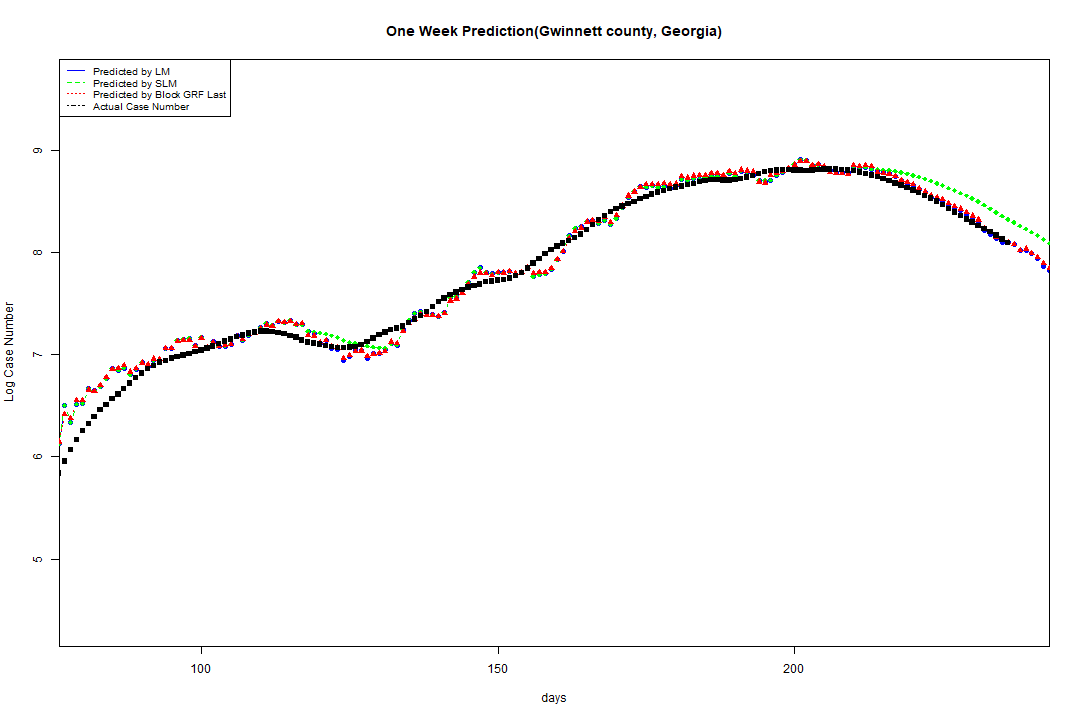 One Week Prediction(Gwinnett county, Georgia)
Predicted by LM
Predicted by SLM
Predicted by Block GRF Last
Actual Case Number
9
8
7
6
5
Log Case Number
100 150 200
days